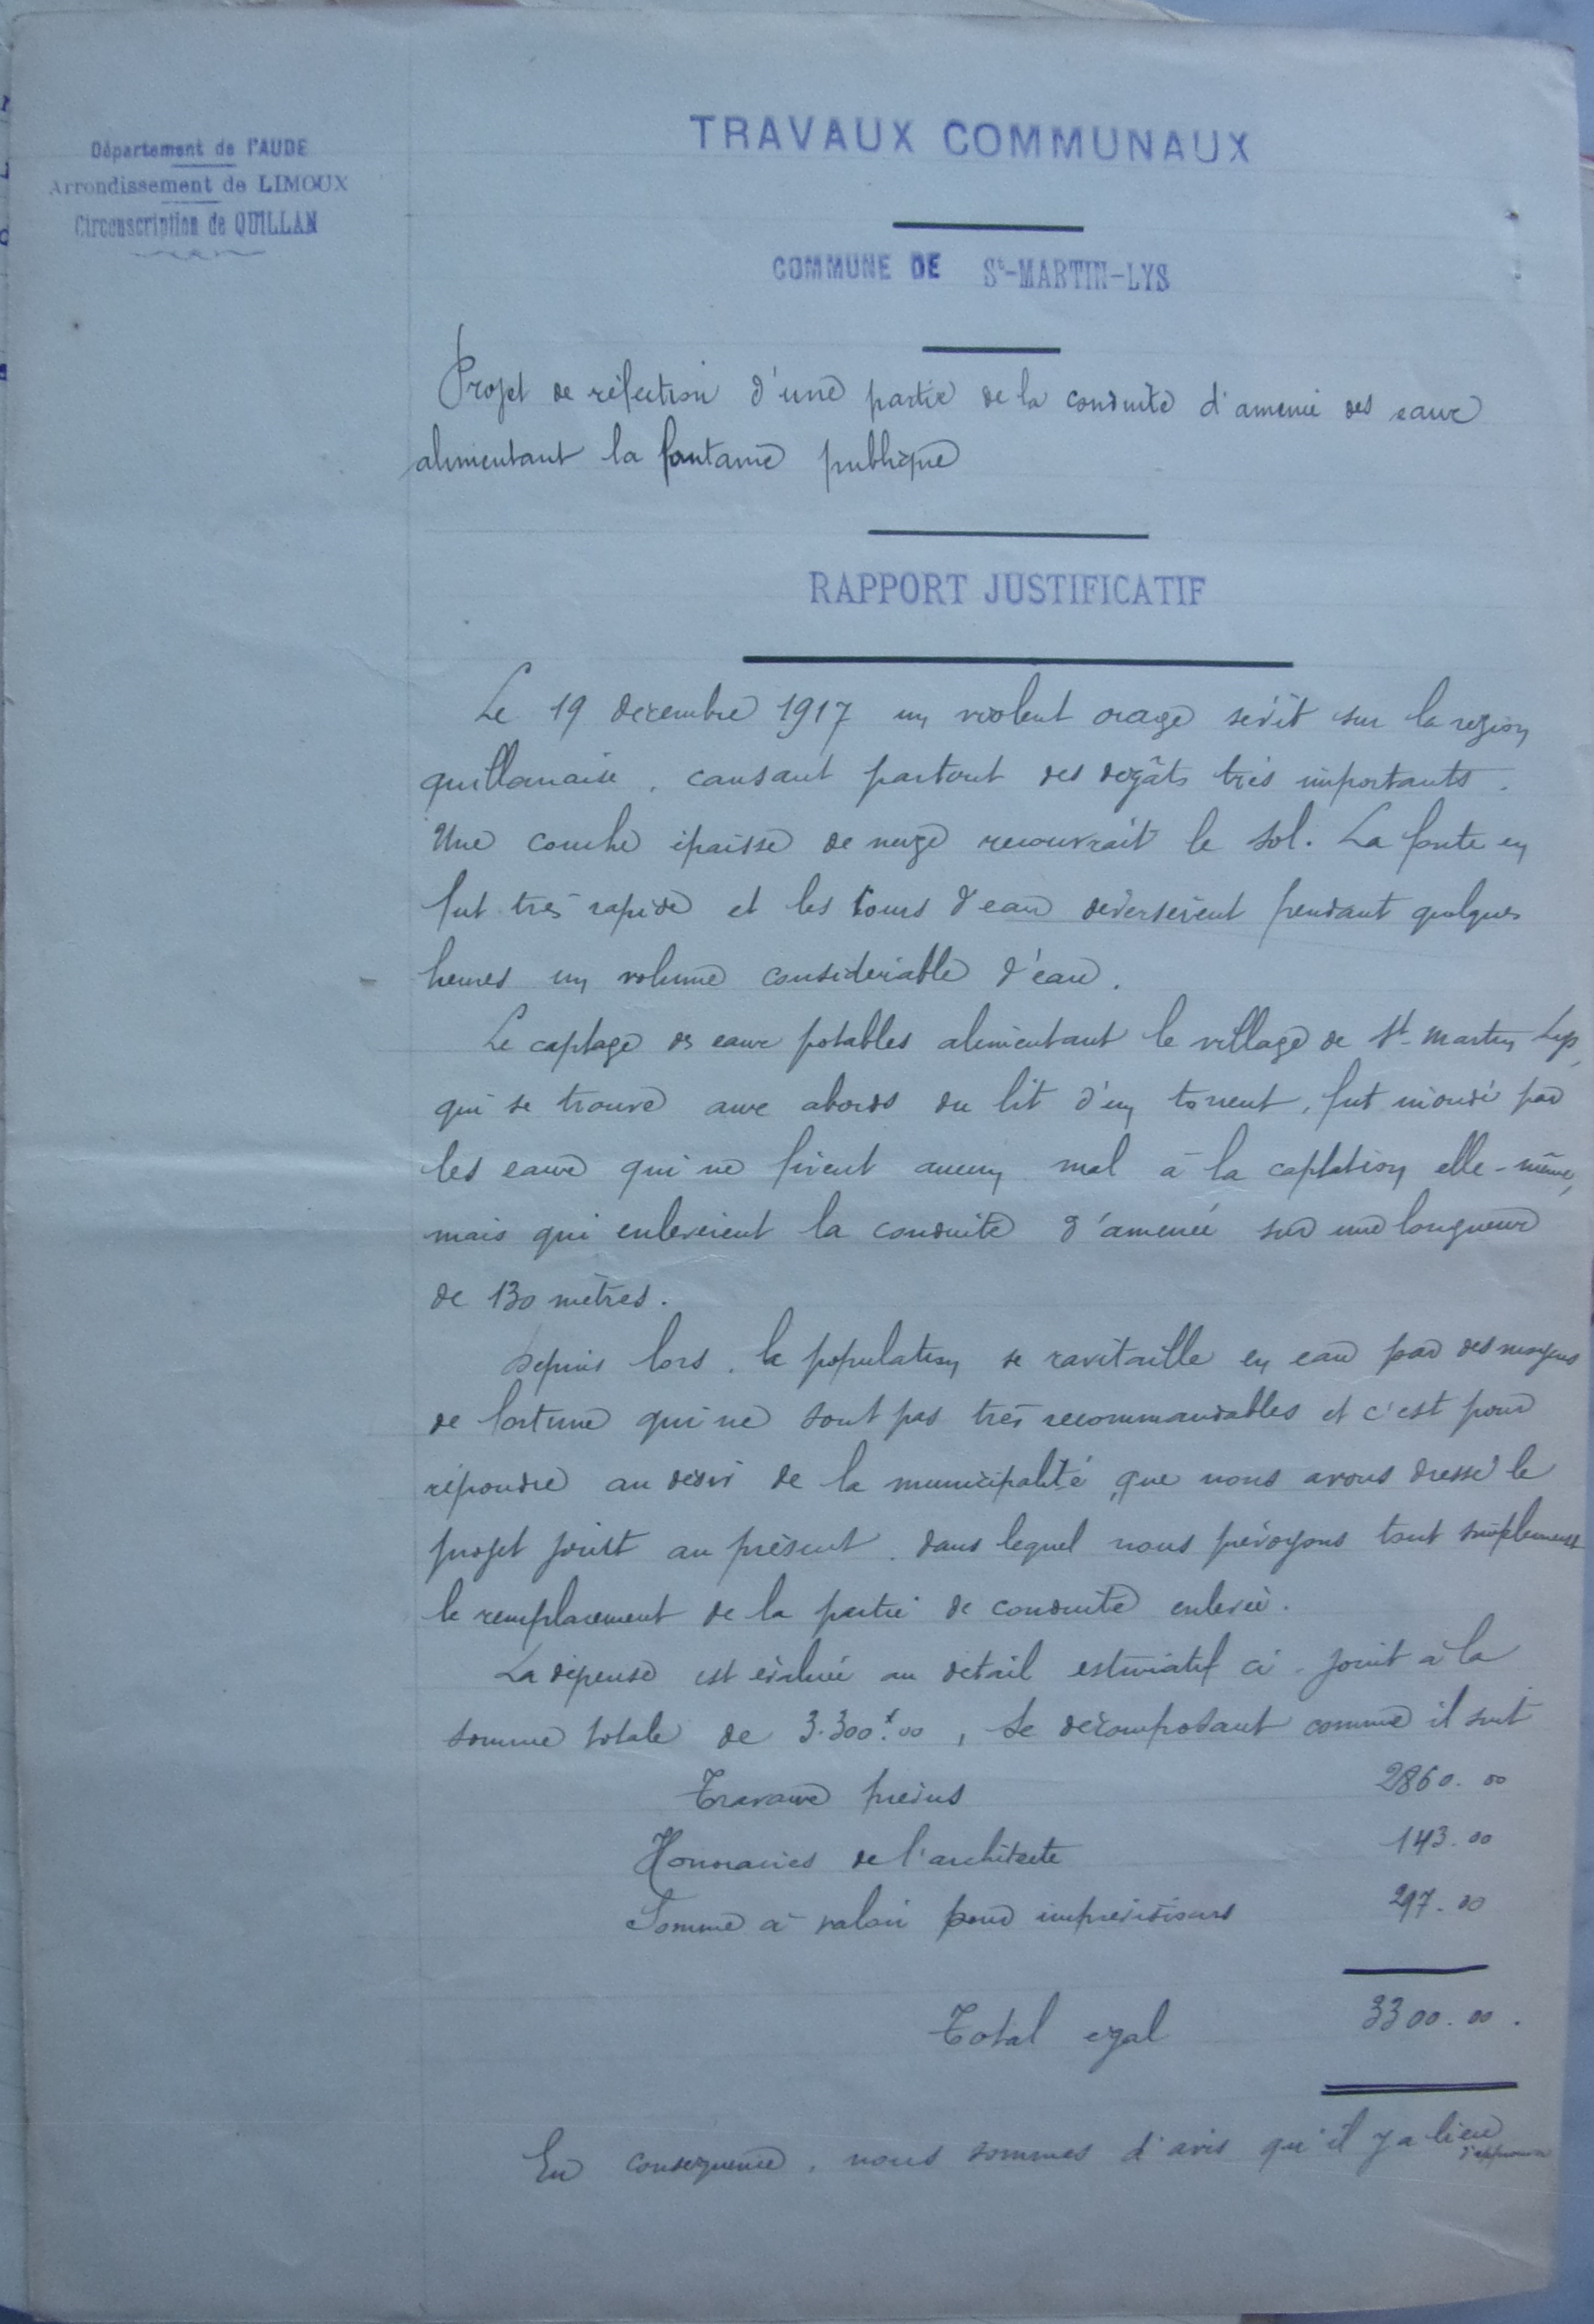 Département de l'AUDE
Arrondissement de LIMOUX
Circonscription de QUILLAN
TRAVAUX COMMUNAUX
COMMUNE DE St-MARTIN-LYS
Projet de réfection d'une partie de la conduite d'amenée des eaux
alimentant la fontaine publique
RAPPORT JUSTIFICATIF
Le 19 décembre 1917 un violent orage sévit sur la région
quillanaise, causant partout des dégâts très importants.
Une couche épaisse de neige recouvrait le sol. La fonte en
fut très rapide et les cours d'eau déversèrent pendant quelques
heures un volume considérable d'eau.
Le captage des eaux potables alimentant le village de St-Martin Lys,
qui se trouve aux abords du lit d'un torrent, fut inondé par
les eaux qui ne firent aucun mal à la captation elle-même,
mais qui enlevèrent la conduite d'amenée sur une longueur
de 130 mètres.
Depuis lors, la population se ravitaille en eau par des moyens
de fortune qui ne sont pas très recommandables et c'est pour
répondre au désir de la municipalité que nous avons dressé le
projet joint au présent, dans lequel nous prévoyons tout simplement
le remplacement de la partie de conduite enlevée.
La dépense est évaluée au détail estimatif ci-joint à la
somme totale de 3.300f.00, se décomposant comme il suit
Travaux prévus 2860.00
Honoraires de l'architecte 143.00
Somme à valoir pour imprévisions 297.00
Total égal 3300.00.
En conséquence, nous sommes d'avis qu'il y a lieu
d'approuver